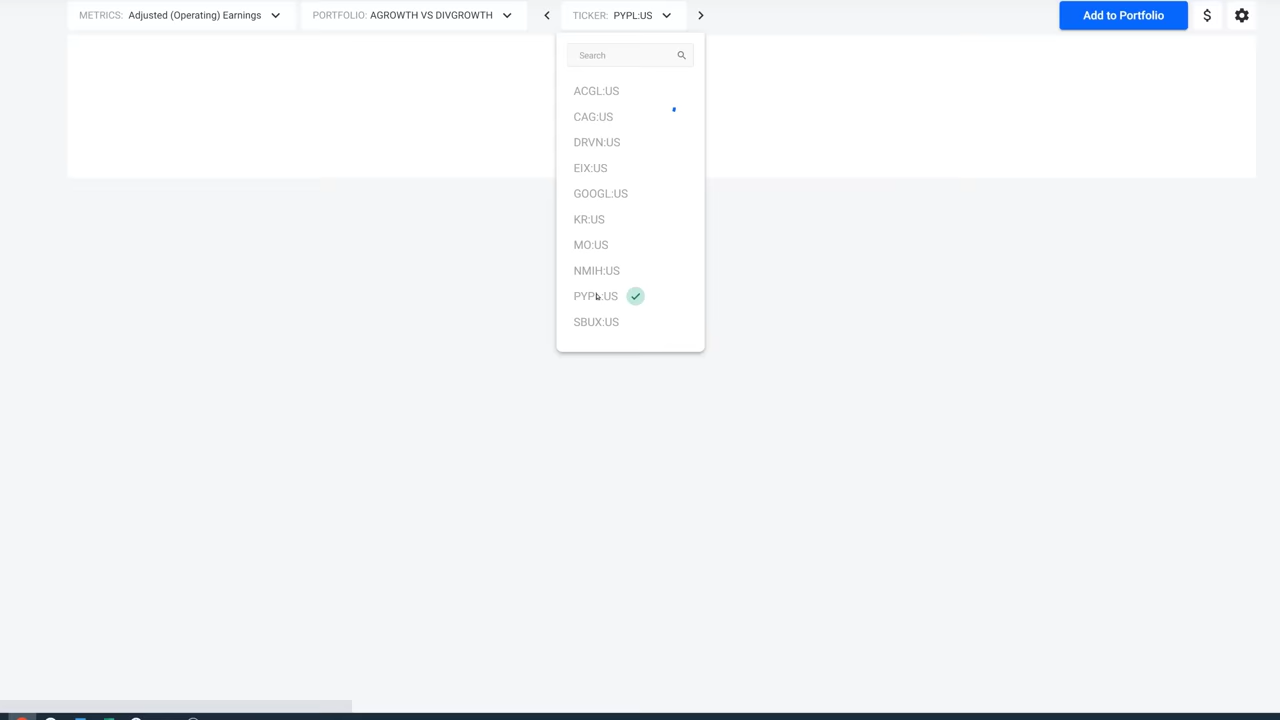 METRICS: Adjusted (Operating) Earnings PORTFOLIO: AGROWTH VS DIVGROWTH TICKER: PYPL:US Add to Portfolio $
Search
ACGL:US
CAG:US
DRVN:US
EIX:US
GOOGL:US
KR:US
MO:US
NMIH:US
PYPL:US
SBUX:US